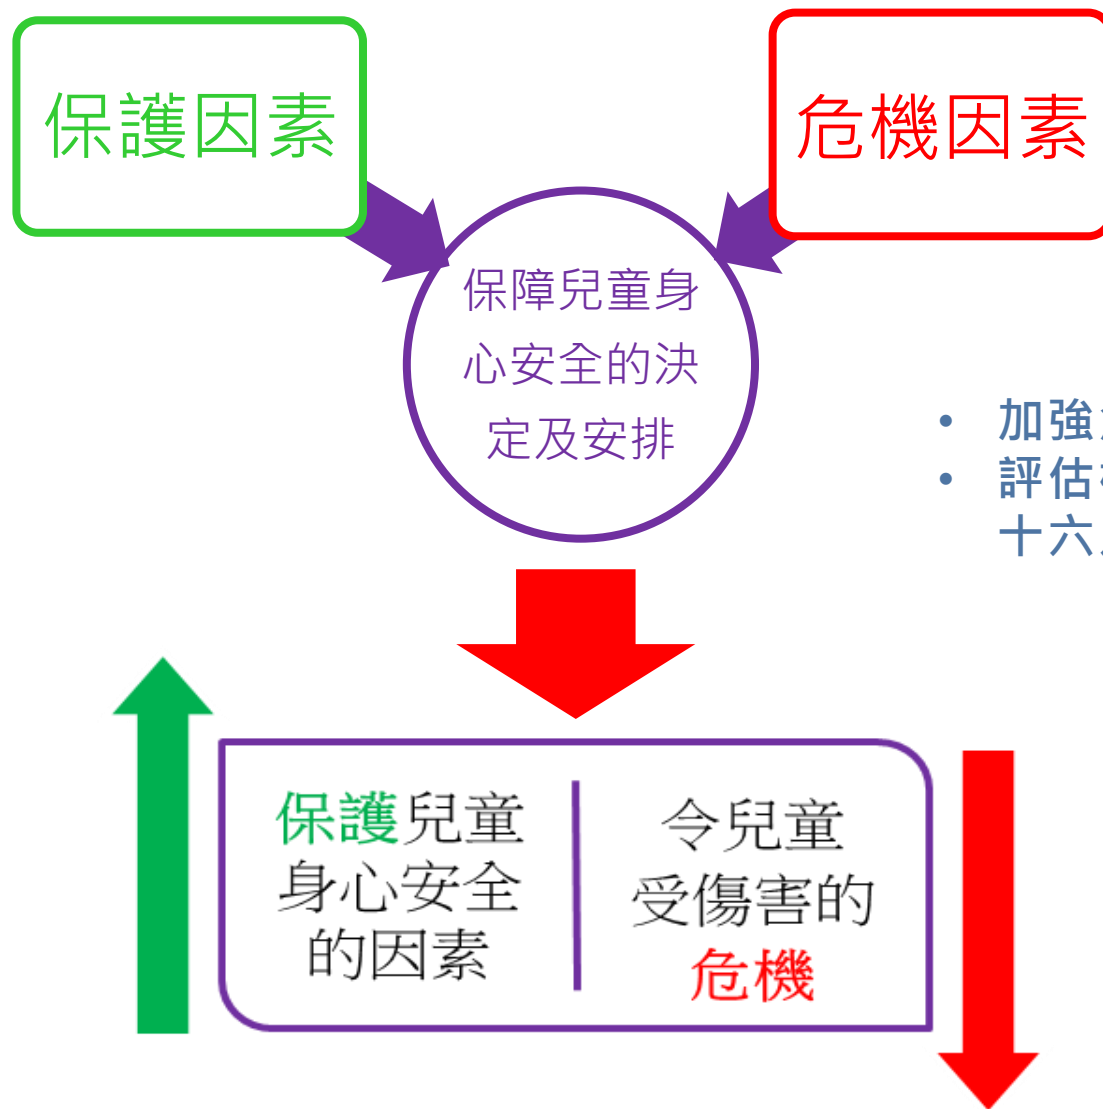 保護因素
危機因素
保障兒童身
心安全的決
定及安排
• 加強
• 評估
十六
保護兒童
身心安全
的因素
令兒童
受傷害的
危機